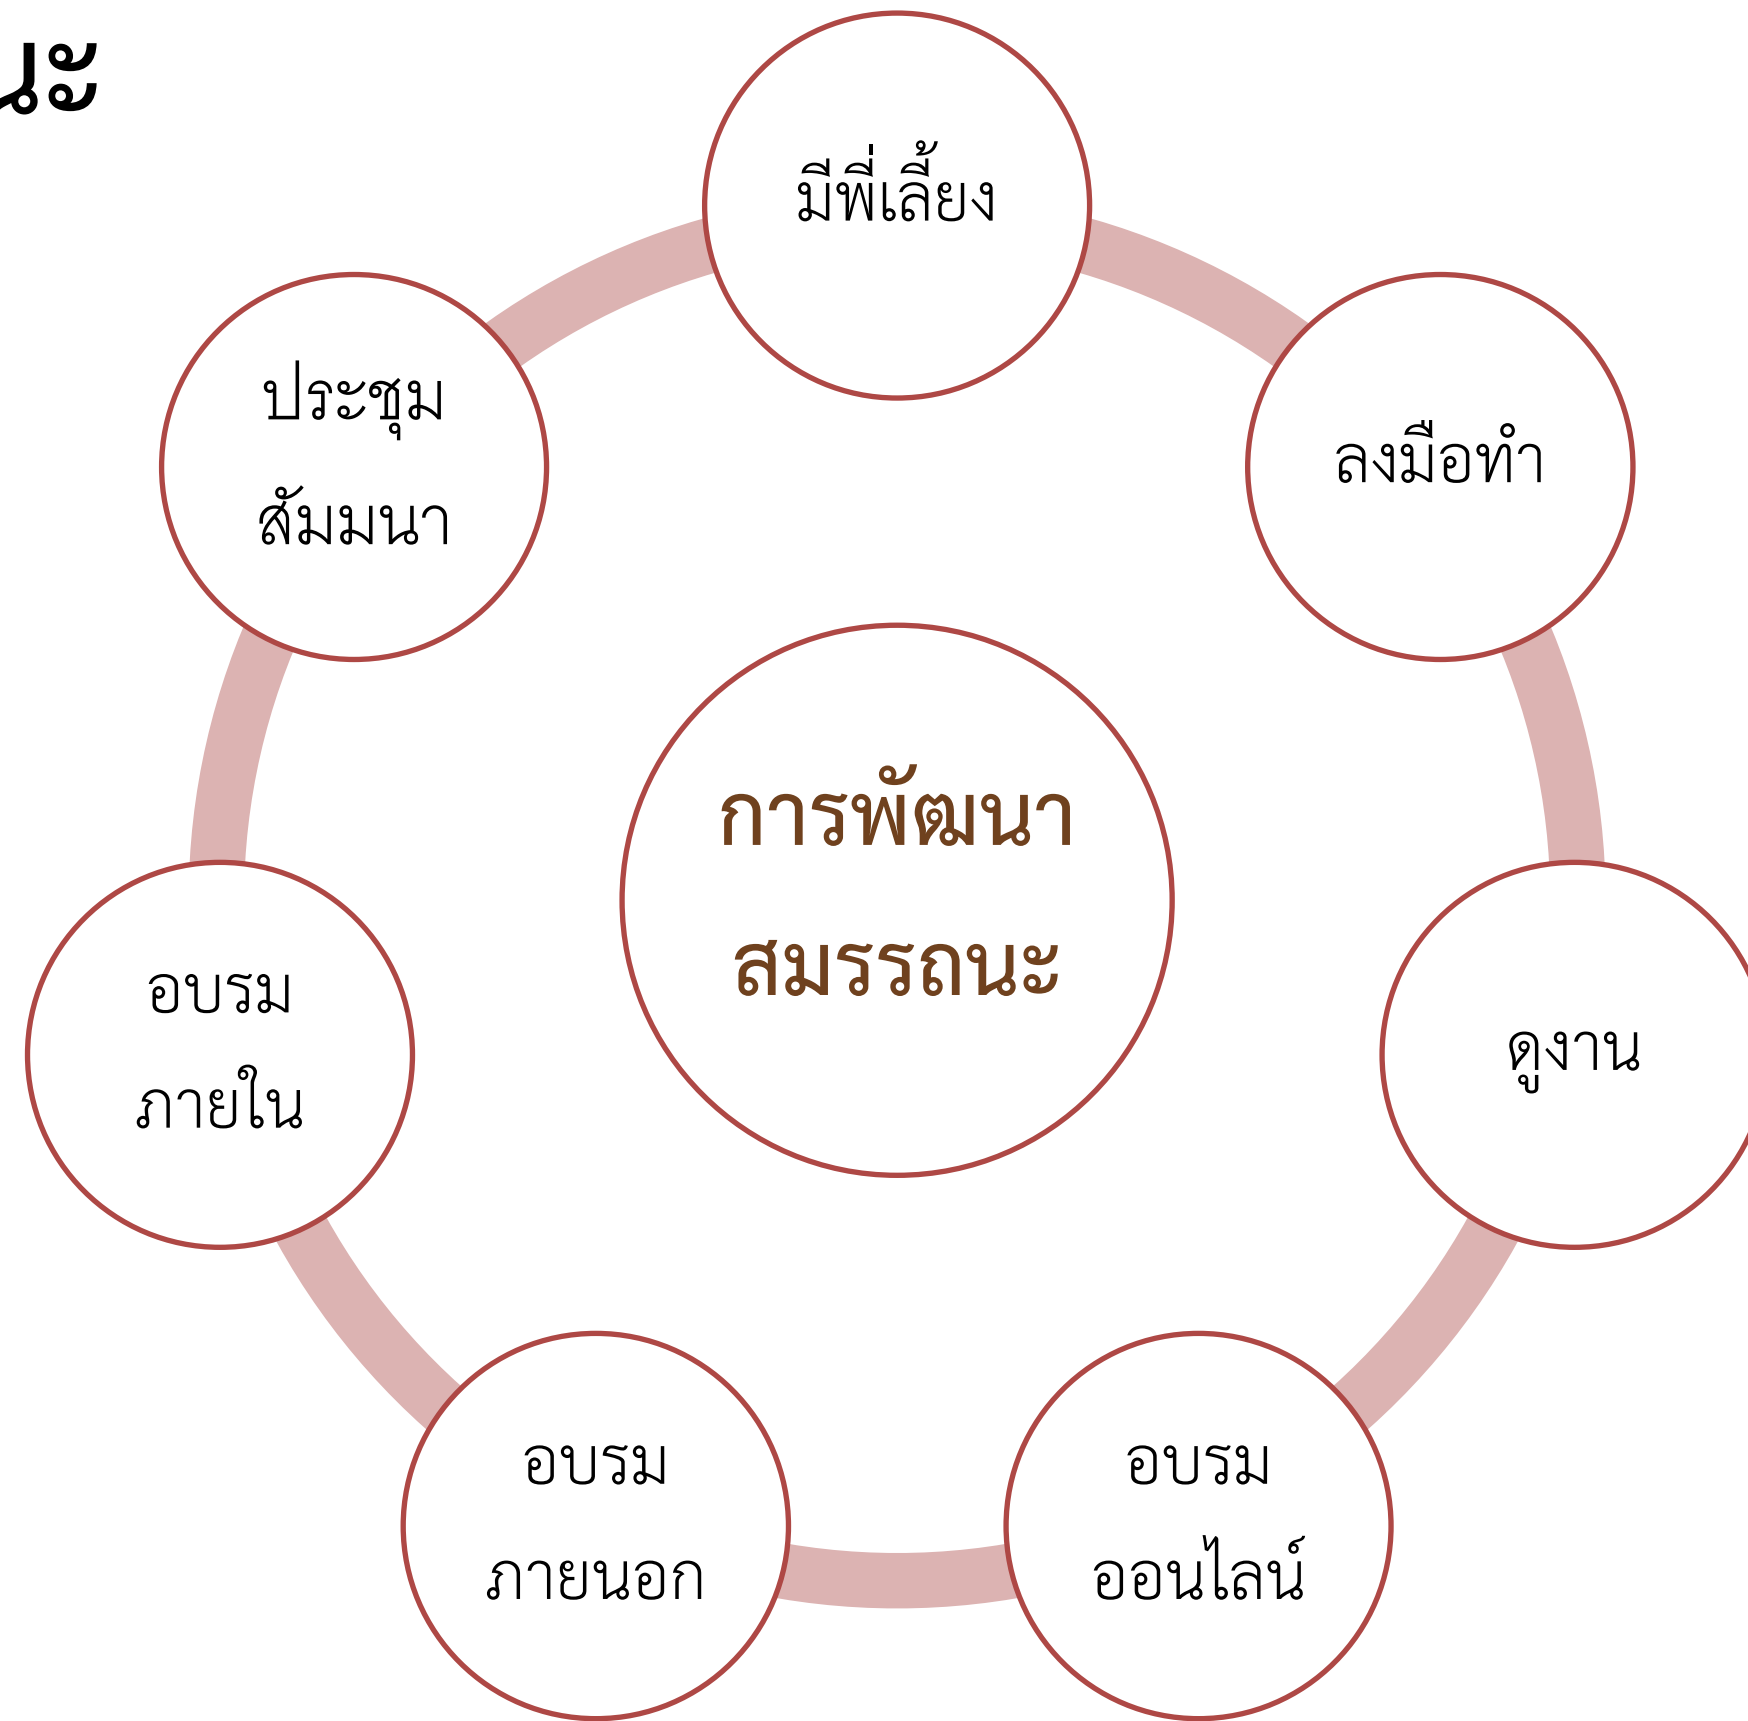 นะ
มีพี่เลี้ยง
ลงมือทำ
ดูงาน
อบรม
ออนไลน์
อบรม
ภายนอก
อบรม
ภายใน
ประชุม
สัมมนา
การพัฒนา
สมรรถนะ